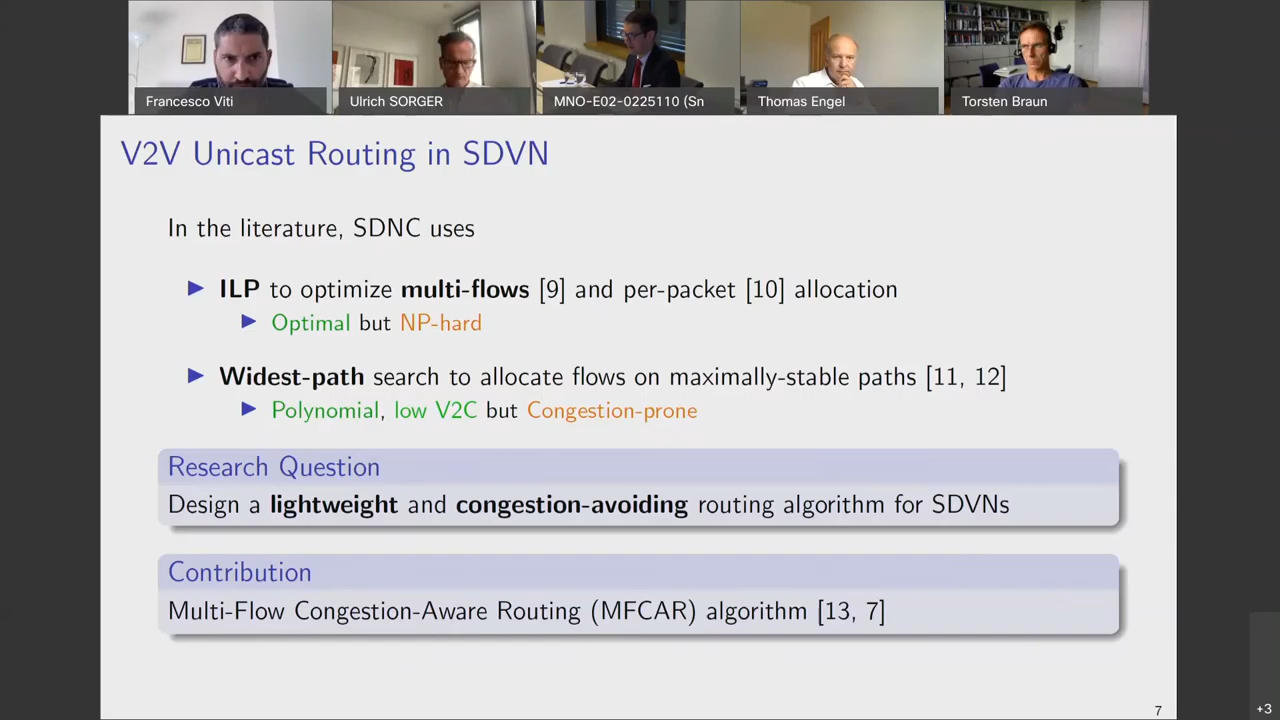 Francesco Viti
Ulrich SORGER
MNO-E02-0225110 (Sn
Thomas Engel
Torsten Braun
V2V Unicast Routing in SDVN
In the literature, SDNC uses
▶ ILP to optimize multi-flows [9] and per-packet [10] allocation
▶ Optimal but NP-hard
▶ Widest-path search to allocate flows on maximally-stable paths [11, 12]
▶ Polynomial, low V2C but Congestion-prone
Research Question
Design a lightweight and congestion-avoiding routing algorithm for SDVNs
Contribution
Multi-Flow Congestion-Aware Routing (MFCAR) algorithm [13, 7]
7
+3